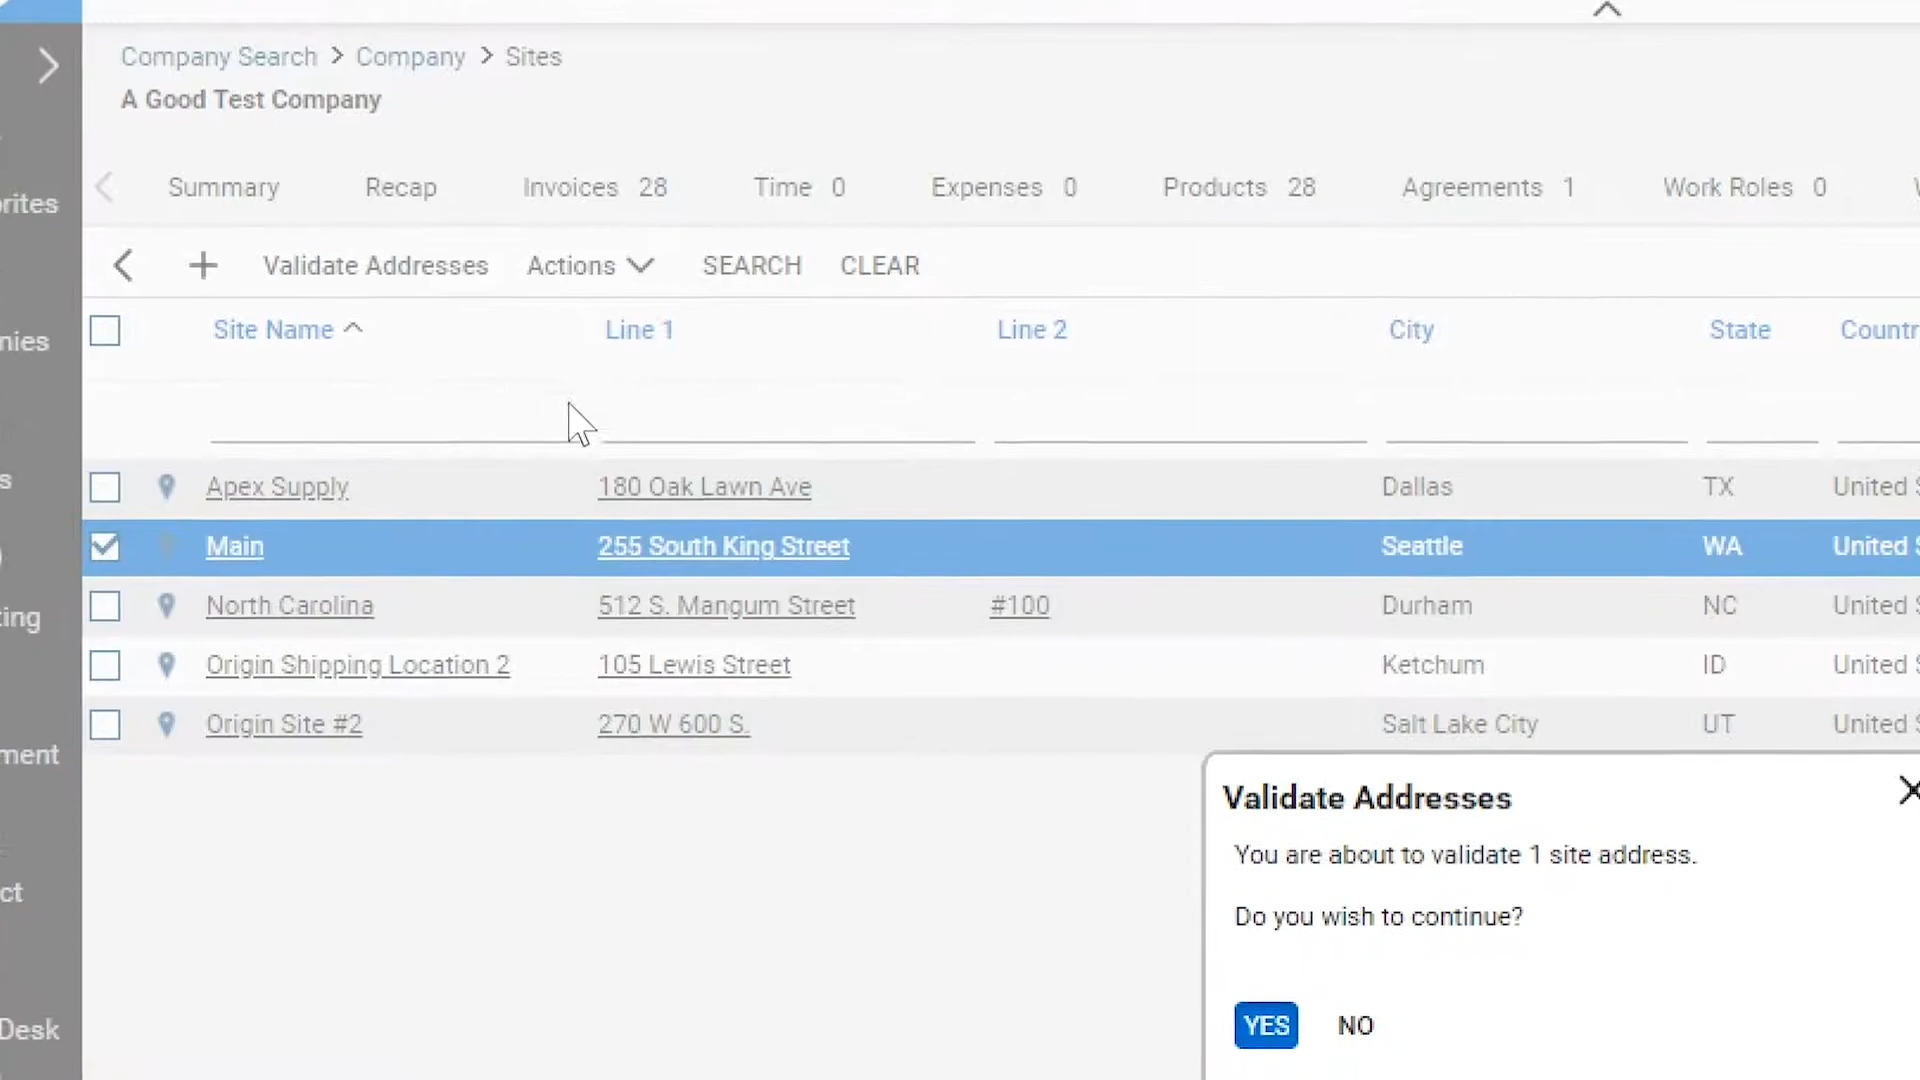 Company Search > Company > Sites
A Good Test Company
Summary Recap Invoices 28 Time 0 Expenses 0 Products 28 Agreements 1 Work Roles 0
Validate Addresses Actions SEARCH CLEAR
Site Name Line 1 Line 2 City State Countr
Apex Supply 180 Oak Lawn Ave Dallas TX United S
Main 255 South King Street Seattle WA United S
North Carolina 512 S. Mangum Street #100 Durham NC United S
Origin Shipping Location 2 105 Lewis Street Ketchum ID United S
Origin Site #2 270 W 600 S. Salt Lake City UT United S
Validate Addresses
You are about to validate 1 site address.
Do you wish to continue?
YES NO
rites
nies
s
ting
ment
ct
Desk